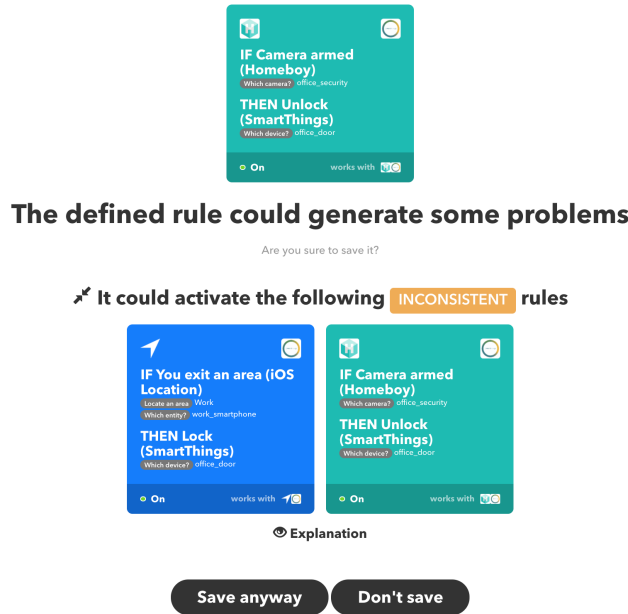 IF Camera armed
(Homeboy)
Which camera? office_security
THEN Unlock
(SmartThings)
Which device? office_door
On works with
The defined rule could generate some problems
Are you sure to save it?
It could activate the following INCONSISTENT rules
IF You exit an area (iOS
Location)
Locate an area Work
Which entity? work_smartphone
THEN Lock
(SmartThings)
Which device? office_door
On works with
IF Camera armed
(Homeboy)
Which camera? office_security
THEN Unlock
(SmartThings)
Which device? office_door
On works with
Explanation
Save anyway Don't save